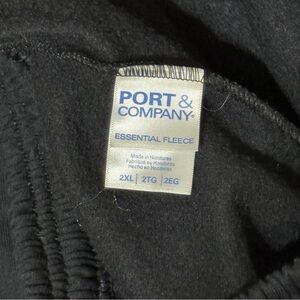 PORT &
COMPANY®
ESSENTIAL FLEECE
Made in Honduras
Fabriqué au Honduras
Hecho en Honduras
2XL | 2TG | 2EG